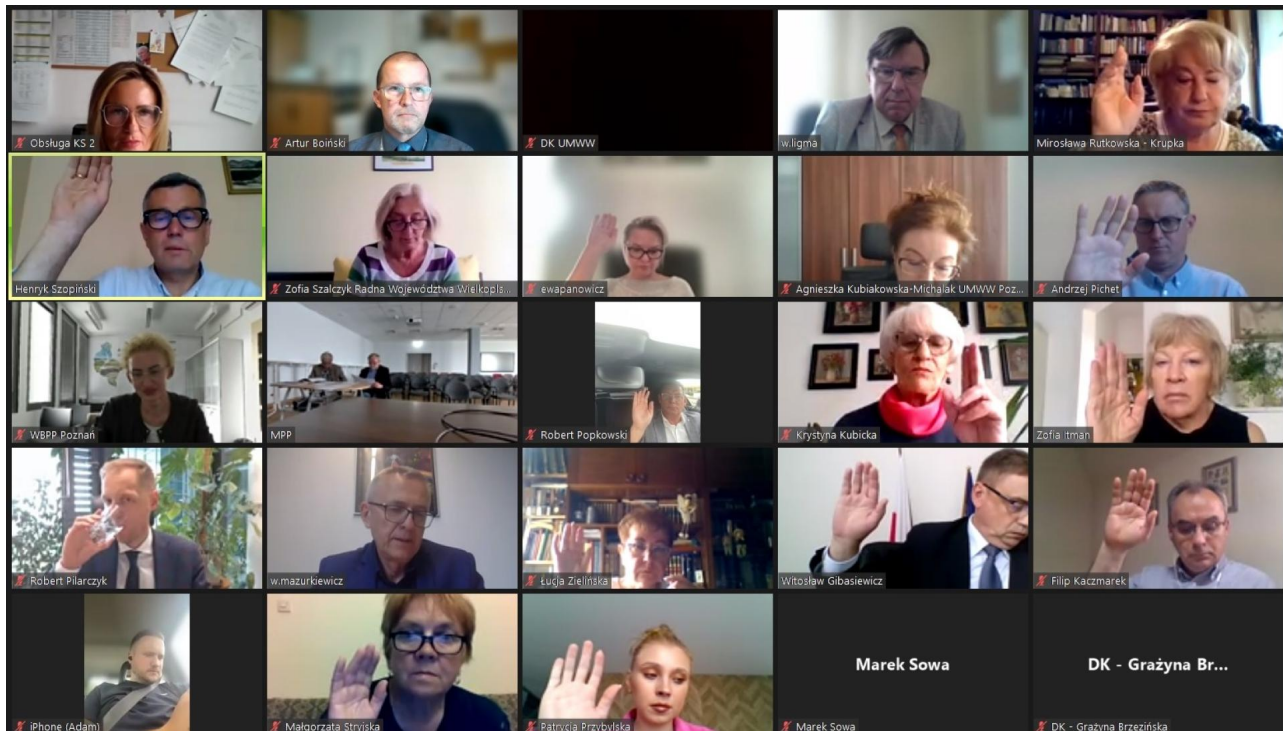 Obsługa KS 2
Artur Boiński
DK UMWW
w.ligma
Mirosława Rutkowska - Krupka
Henryk Szopiński
Zofia Szalczyk Radna Województwa Wielkopls...
ewapanowicz
Agnieszka Kubiakowska-Michalak UMWW Poz...
Andrzej Pichet
WBPP Poznań
MPP
Robert Popkowski
Krystyna Kubicka
Zofia Itman
Robert Pilarczyk
w.mazurkiewicz
Łucja Zielińska
Witosław Gibasiewicz
Filip Kaczmarek
Marek Sowa
DK - Grażyna Br...
iPhone (Adam)
Małgorzata Stryjska
Patrycja Przybylska
Marek Sowa
DK - Grażyna Brzezińska